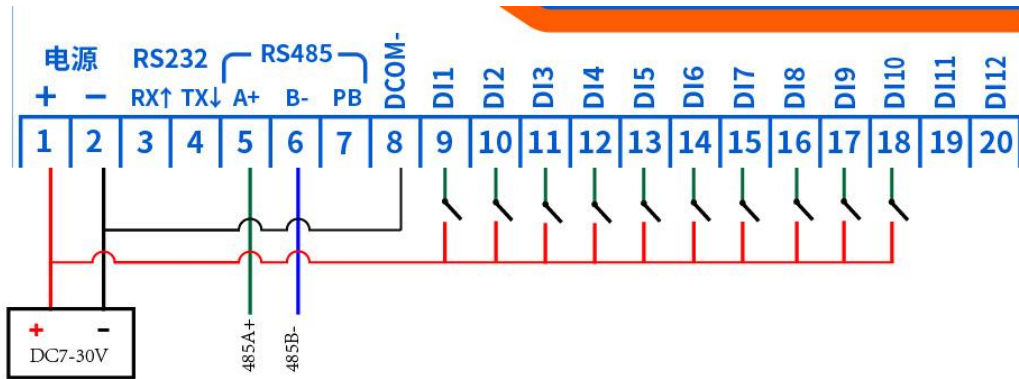 电源 RS232 RS485 DCOM- DI1 DI2 DI3 DI4 DI5 DI6 DI7 DI8 DI9 DI10 DI11 DI12
+ − RX↑ TX↓ A+ B- PB
1 2 3 4 5 6 7 8 9 10 11 12 13 14 15 16 17 18 19 20
+ -
DC7-30V
485A+
485B-